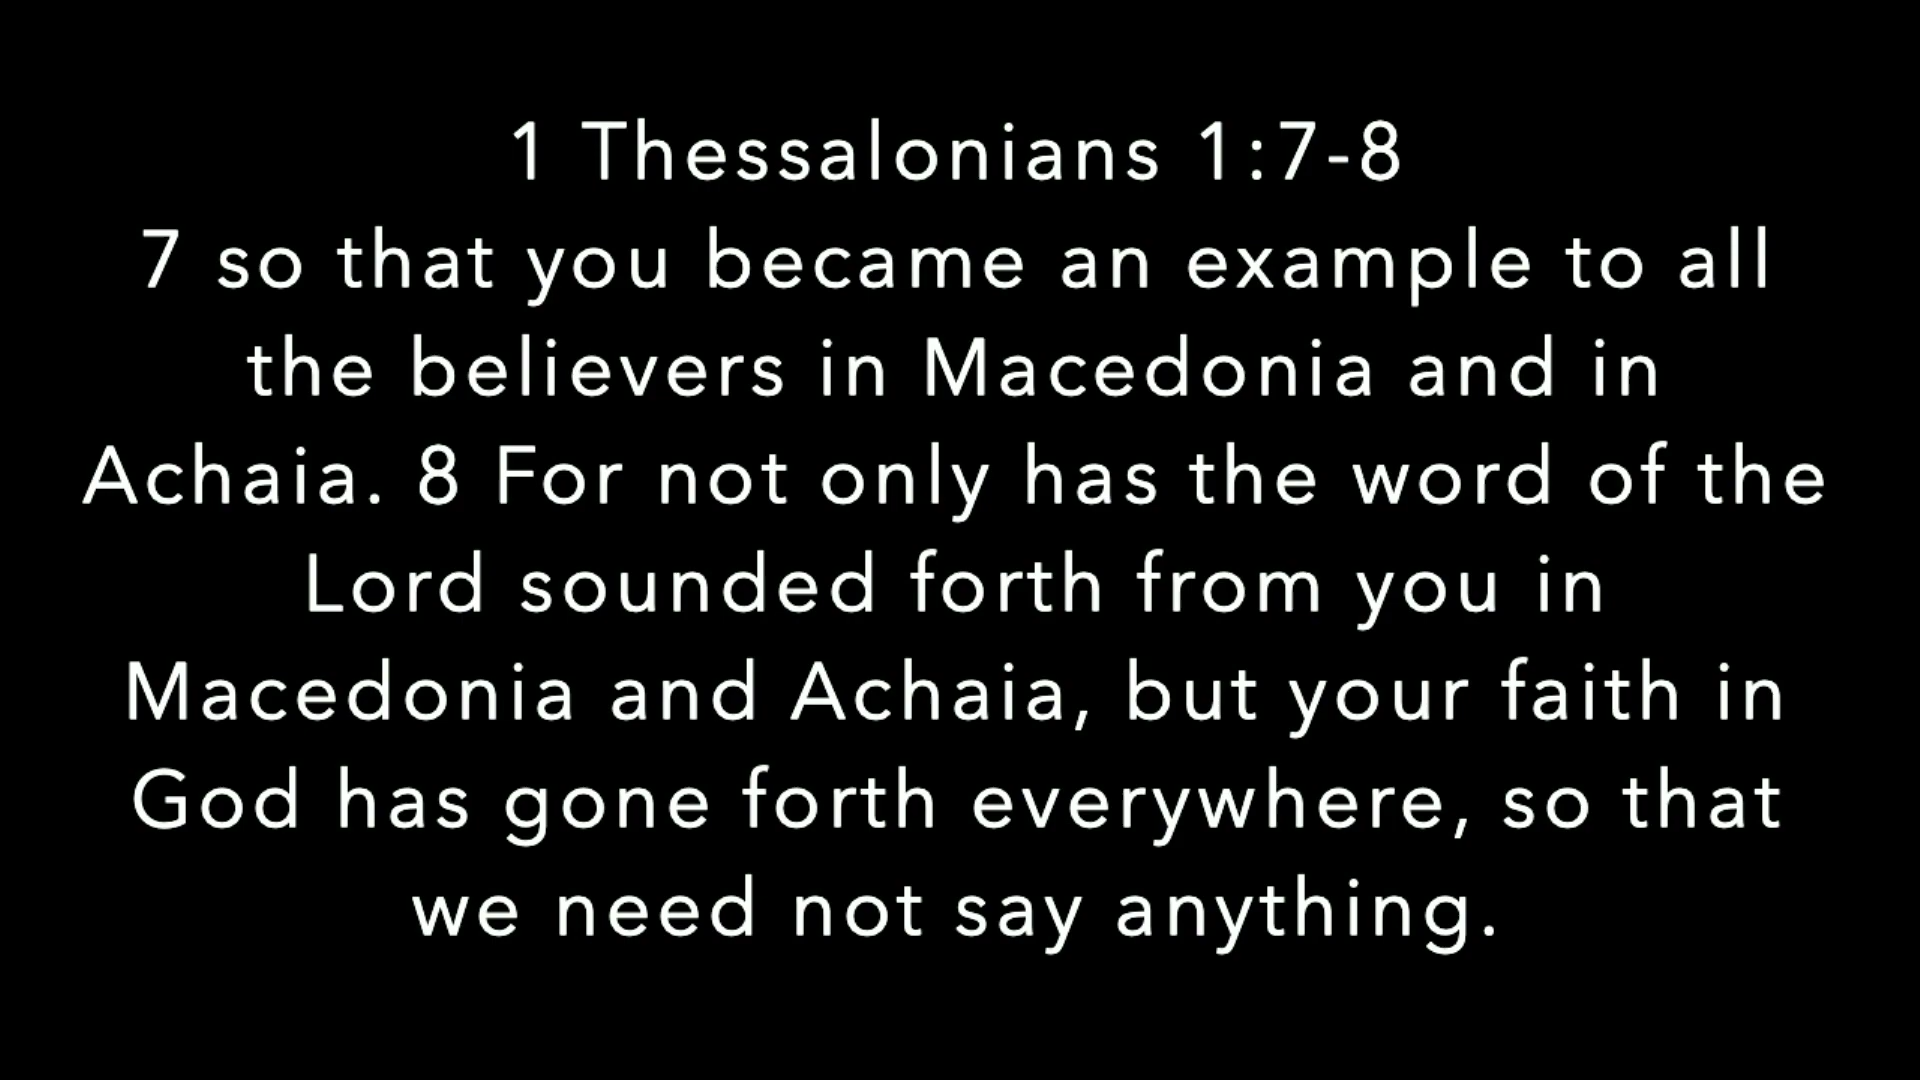 1 Thessalonians 1:7-8
7 so that you became an example to all
the believers in Macedonia and in
Achaia. 8 For not only has the word of the
Lord sounded forth from you in
Macedonia and Achaia, but your faith in
God has gone forth everywhere, so that
we need not say anything.